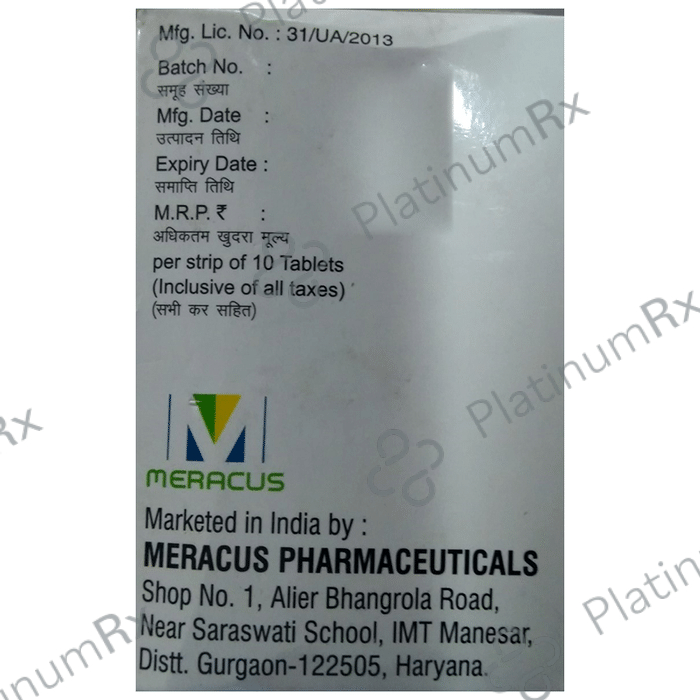 Mfg. Lic. No. : 31/UA/2013
Batch No. :
समूह संख्या
Mfg. Date :
उत्पादन तिथि
Expiry Date :
समाप्ति तिथि
M.R.P. ₹ :
अधिकतम खुदरा मूल्य
per strip of 10 Tablets
(Inclusive of all taxes)
(सभी कर सहित)
MERACUS
Marketed in India by :
MERACUS PHARMACEUTICALS
Shop No. 1, Alier Bhangrola Road,
Near Saraswati School, IMT Manesar,
Distt. Gurgaon-122505, Haryana.
PlatinumRx
PlatinumRx